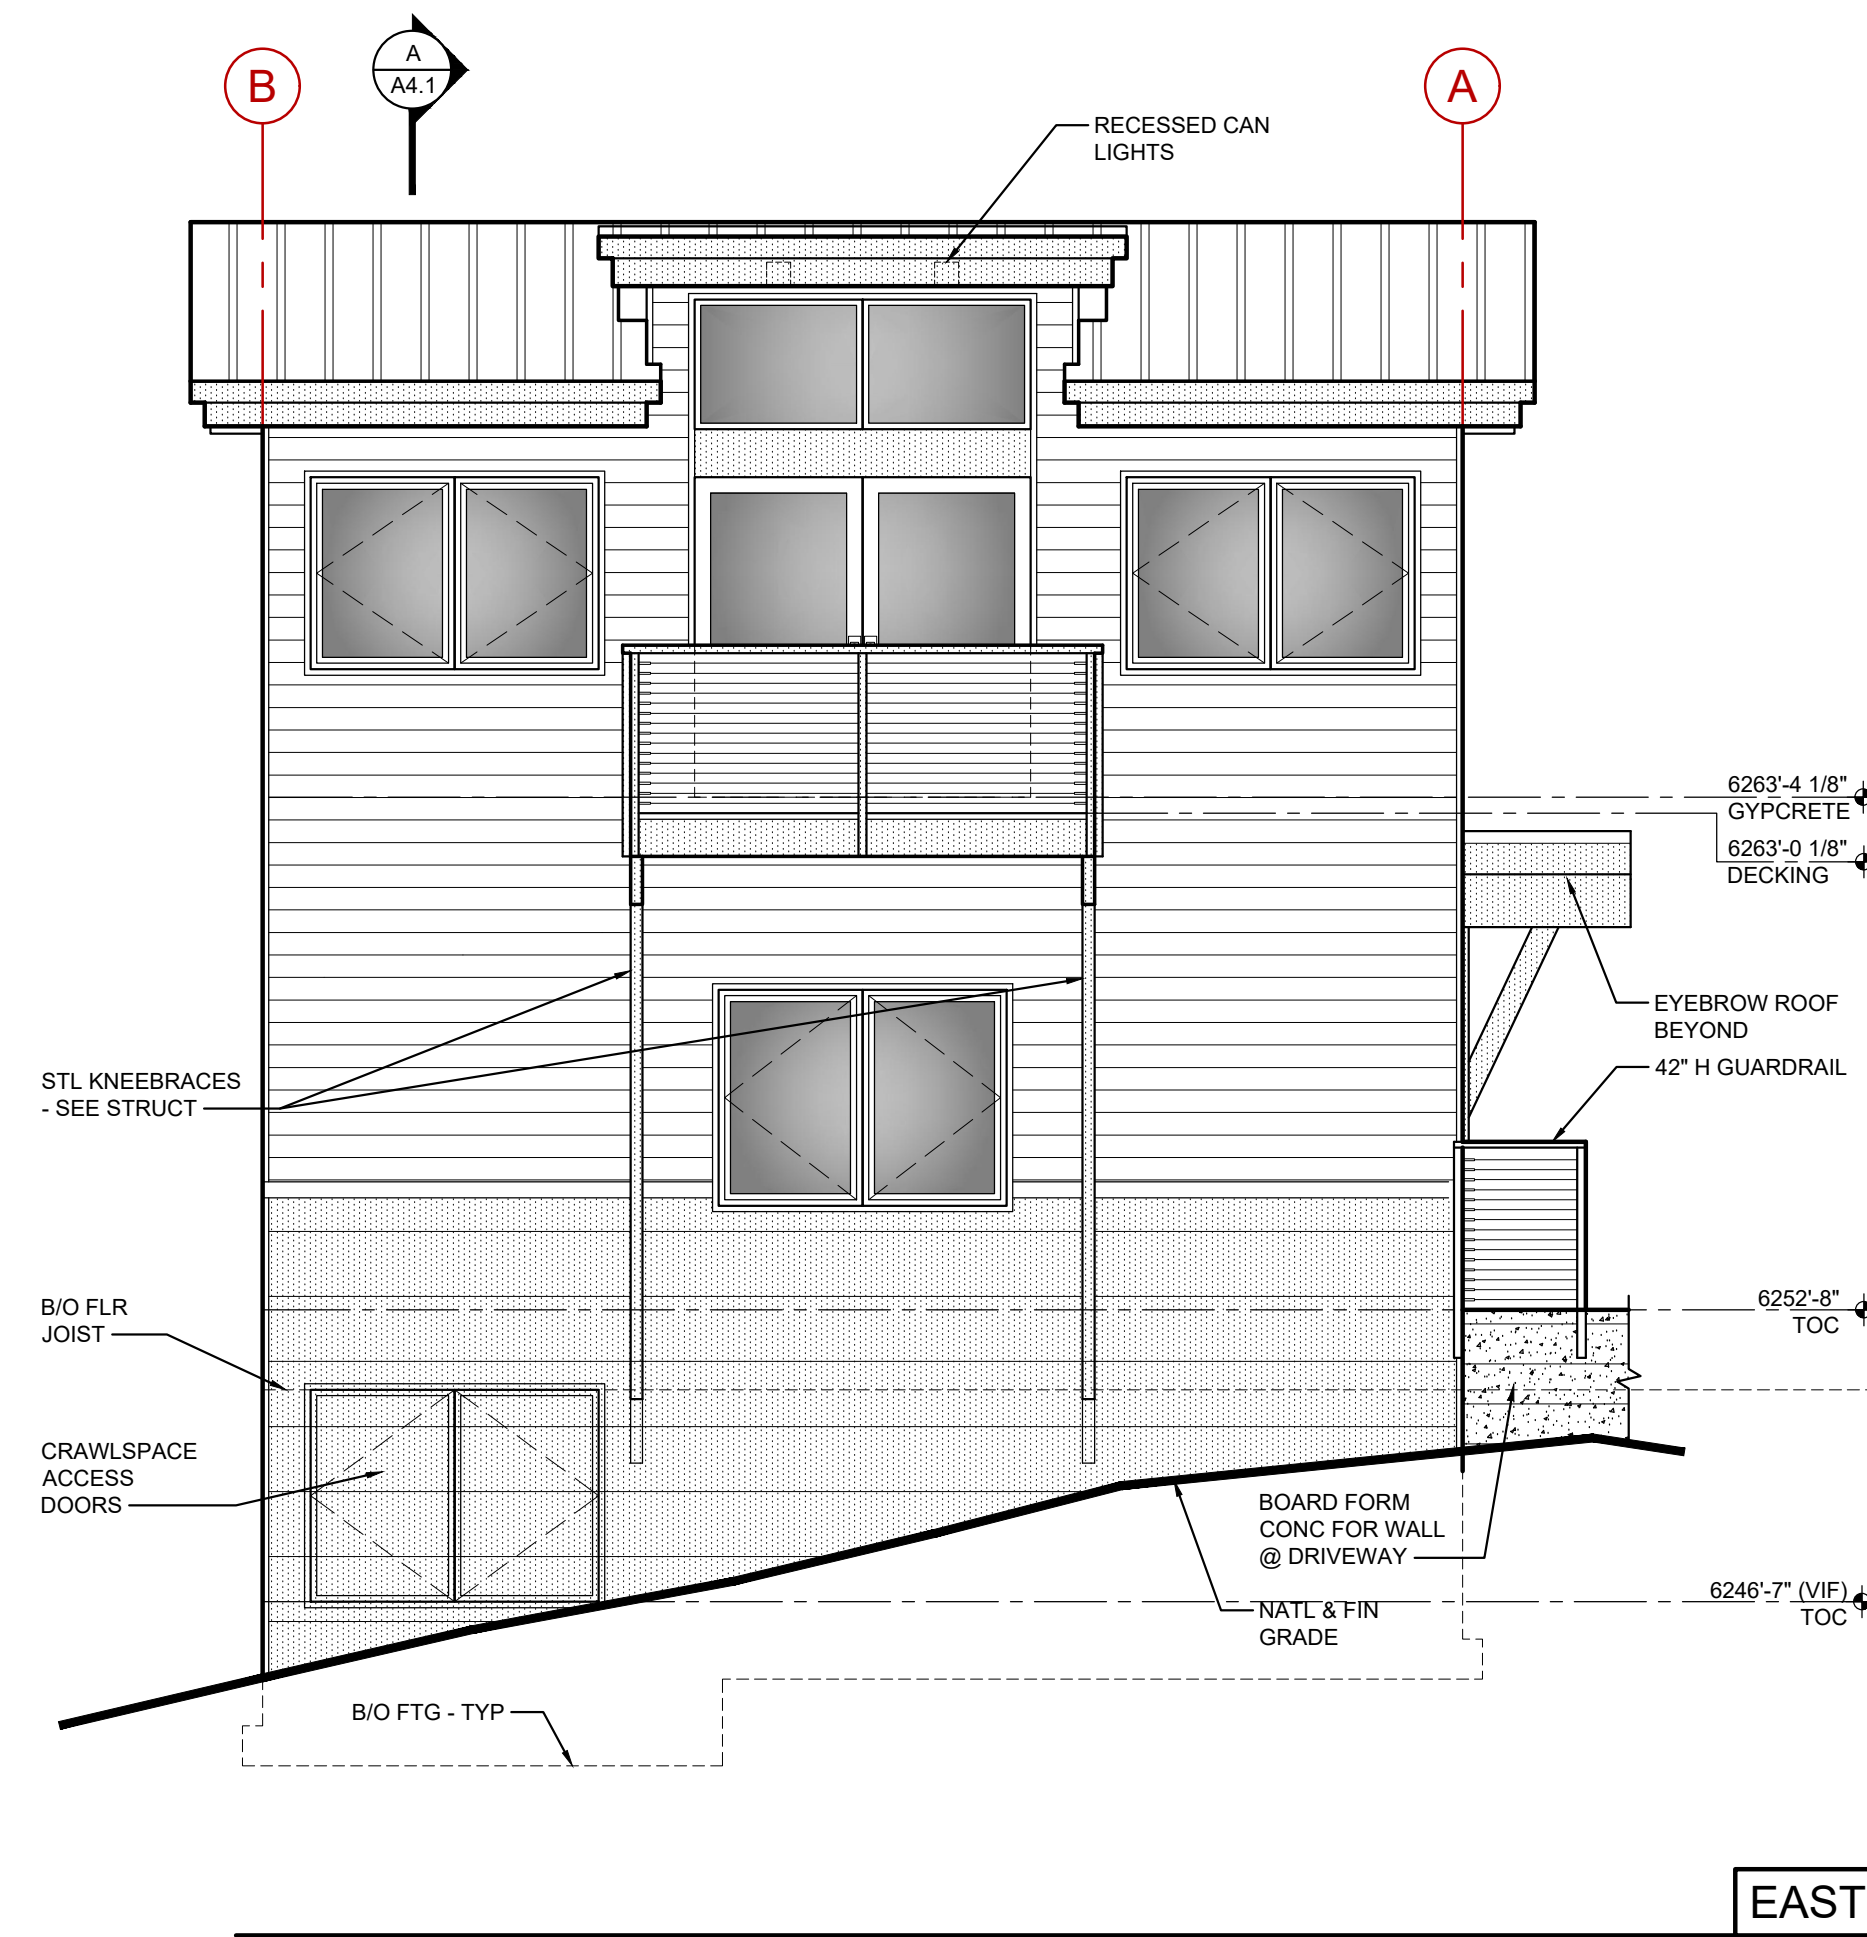 B
A
A4.1
A
RECESSED CAN
LIGHTS
6263'-4 1/8"
GYPCRETE
6263'-0 1/8"
DECKING
EYEBROW ROOF
BEYOND
42" H GUARDRAIL
STL KNEEBRACES
- SEE STRUCT
6252'-8"
TOC
B/O FLR
JOIST
CRAWLSPACE
ACCESS
DOORS
BOARD FORM
CONC FOR WALL
@ DRIVEWAY
6246'-7" (VIF)
TOC
NATL & FIN
GRADE
B/O FTG - TYP
EAST